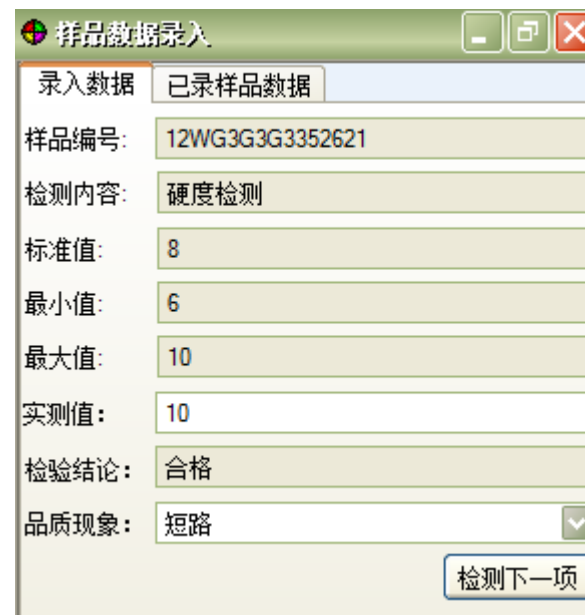 样品数据录入
录入数据 已录样品数据
样品编号: 12WG3G3G3352621
检测内容: 硬度检测
标准值: 8
最小值: 6
最大值: 10
实测值： 10
检验结论： 合格
品质现象： 短路
检测下一项